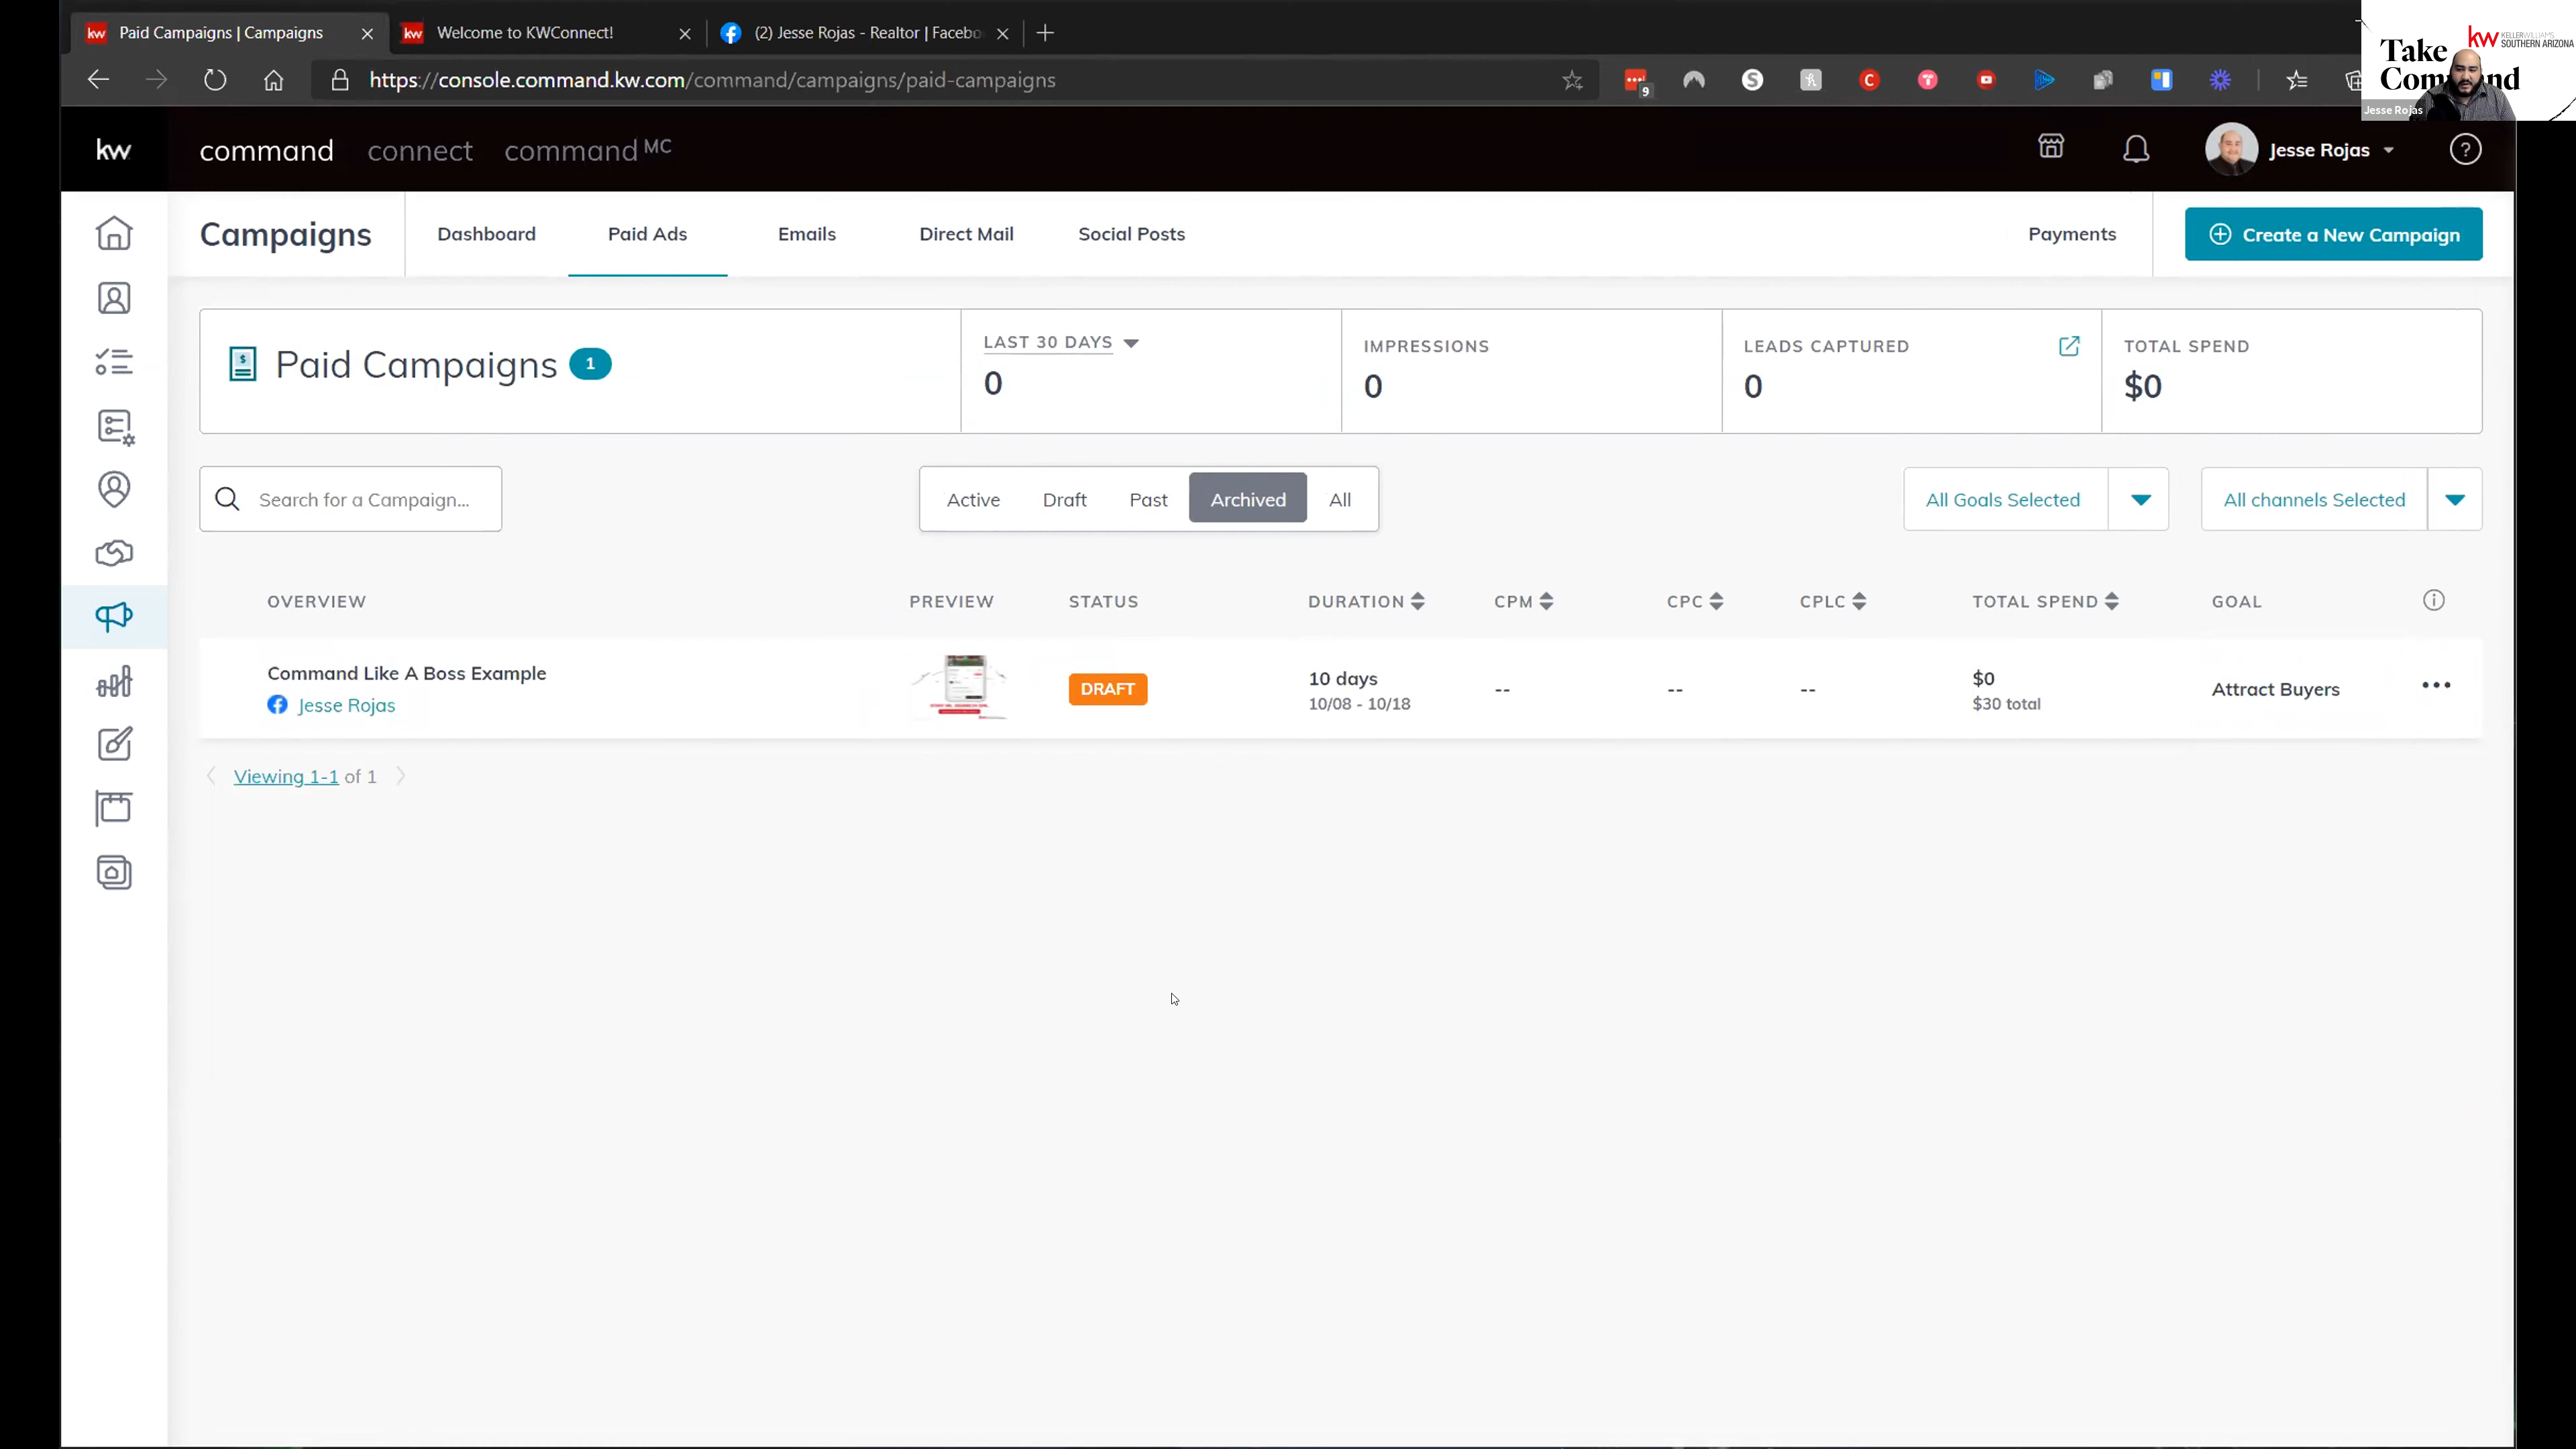 Paid Campaigns | Campaigns
Welcome to KWConnect!
(2) Jesse Rojas - Realtor | Facebo
https://console.command.kw.com/command/campaigns/paid-campaigns
9
Take Command
kw KELLERWILLIAMS
SOUTHERN ARIZONA
Jesse Rojas
kw command connect command MC
Jesse Rojas
Campaigns Dashboard Paid Ads Emails Direct Mail Social Posts Payments Create a New Campaign
Paid Campaigns 1
LAST 30 DAYS
0
IMPRESSIONS
0
LEADS CAPTURED
0
TOTAL SPEND
$0
Search for a Campaign...
Active Draft Past Archived All
All Goals Selected
All channels Selected
OVERVIEW PREVIEW STATUS DURATION CPM CPC CPLC TOTAL SPEND GOAL
Command Like A Boss Example
Jesse Rojas
DRAFT
10 days
10/08 - 10/18
-- -- --
$0
$30 total
Attract Buyers
Viewing 1-1 of 1